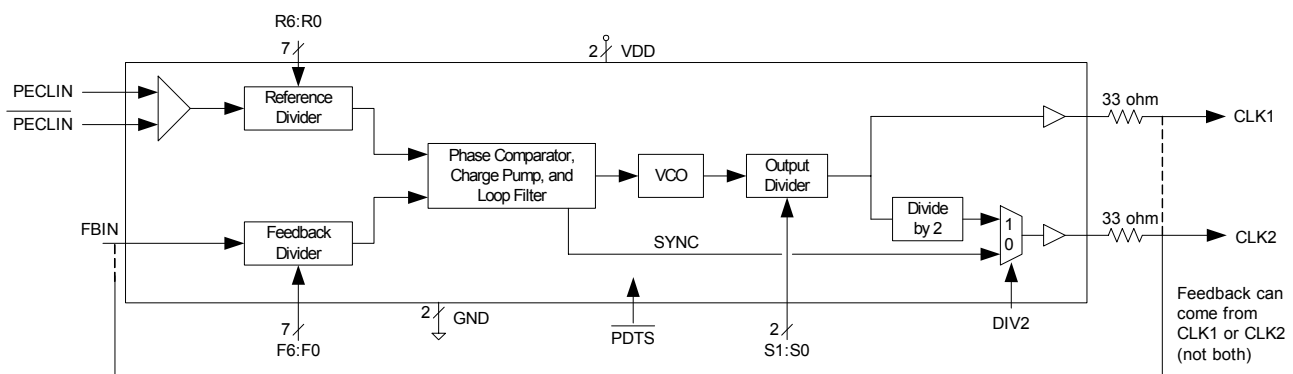 R6:R0
7
2 VDD
PECLIN
PECLIN
Reference
Divider
33 ohm
CLK1
Phase Comparator,
Charge Pump, and
Loop Filter
VCO
Output
Divider
Divide
by 2
1
0
33 ohm
CLK2
FBIN
Feedback
Divider
SYNC
2 GND
PDTS
7
F6:F0
2
S1:S0
DIV2
Feedback can
come from
CLK1 or CLK2
(not both)